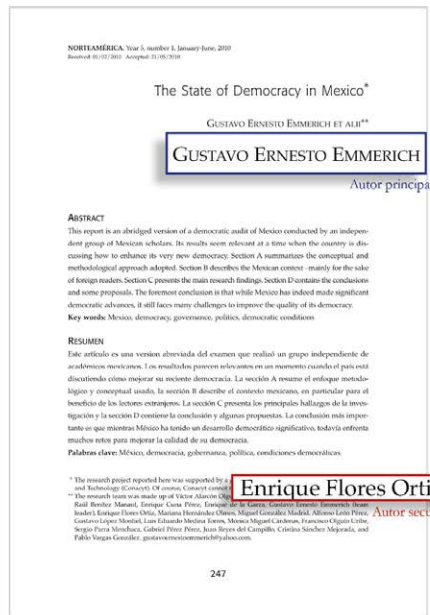 NORTEAMÉRICA. Year 5, number 1, January-June, 2010
Received: 01/02/2010 Accepted: 31/05/2010
The State of Democracy in Mexico*
GUSTAVO ERNESTO EMMERICH ET ALII**
GUSTAVO ERNESTO EMMERICH
Autor principa
ABSTRACT
This report is an abridged version of a democratic audit of Mexico conducted by an indepen-
dent group of Mexican scholars. Its results seem relevant at a time when the country is dis-
cussing how to enhance its very new democracy. Section A summarizes the conceptual and
methodological approach adopted. Section B describes the Mexican context -mainly for the sake
of foreign readers. Section C presents the main research findings. Section D contains the conclusions
and some proposals. The foremost conclusion is that while Mexico has indeed made significant
democratic advances, it still faces many challenges to improve the quality of its democracy.
Key words: Mexico, democracy, governance, politics, democratic conditions
RESUMEN
Este artículo es una version abreviada del examen que realizó un grupo independiente de
académicos mexicanos. Los resultados parecen relevantes en un momento cuando el país está
discutiendo cómo mejorar su reciente democracia. La sección A resume el enfoque metodo-
lógico y conceptual usado, la sección B describe el contexto mexicano, en particular para el
beneficio de los lectores extranjeros. La sección C presenta los principales hallazgos de la inves-
tigación y la sección D contiene la conclusión y algunas propuestas. La conclusión más impor-
tante es que mientras México ha tenido un desarrollo democrático significativo, todavía enfrenta
muchos retos para mejorar la calidad de su democracia.
Palabras clave: México, democracia, gobernanza, política, condiciones democráticas.
* The research project reported here was supported by a
and Technology (Conacyt). Of course, Conacyt cannot
Enrique Flores Orti
** The research team was made up of Víctor Alarcón Olg
Raúl Benítez Manaut, Enrique Cuna Pérez, Enrique de la Garza, Gustavo Ernesto Emmerich (team
leader), Enrique Flores Ortiz, Mariana Hernández Olmos, Miguel González Madrid, Alfonso León Pérez,
Autor secu
Gustavo López Montiel, Luis Eduardo Medina Torres, Mónica Miguel Cárdenas, Francisco Olguín Uribe,
Sergio Parra Menchaca, Gabriel Pérez Pérez, Juan Reyes del Campillo, Cristina Sánchez Mejorada, and
Pablo Vargas González. gustavoernestoemmerich@yahoo.com.
247